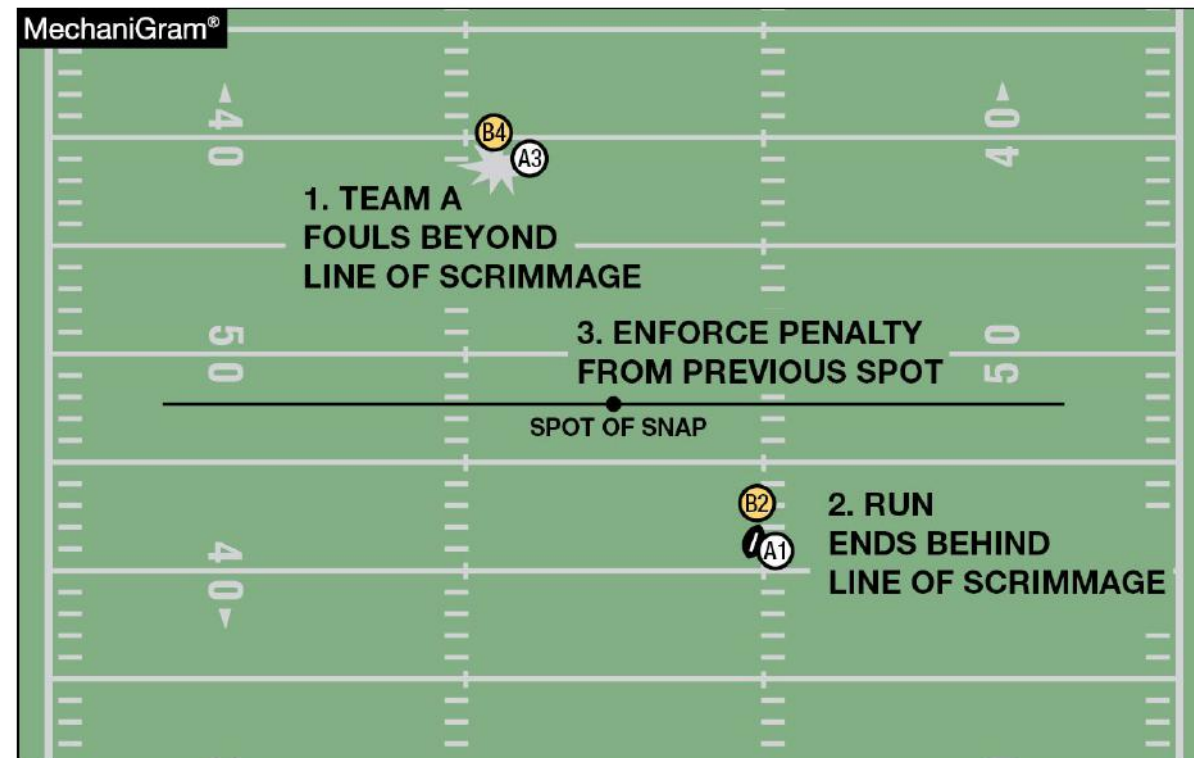 MechaniGram®
40
40
B4
A3
1. TEAM A
FOULS BEYOND
LINE OF SCRIMMAGE
50
3. ENFORCE PENALTY
FROM PREVIOUS SPOT
50
SPOT OF SNAP
B2
A1
2. RUN
ENDS BEHIND
LINE OF SCRIMMAGE
40